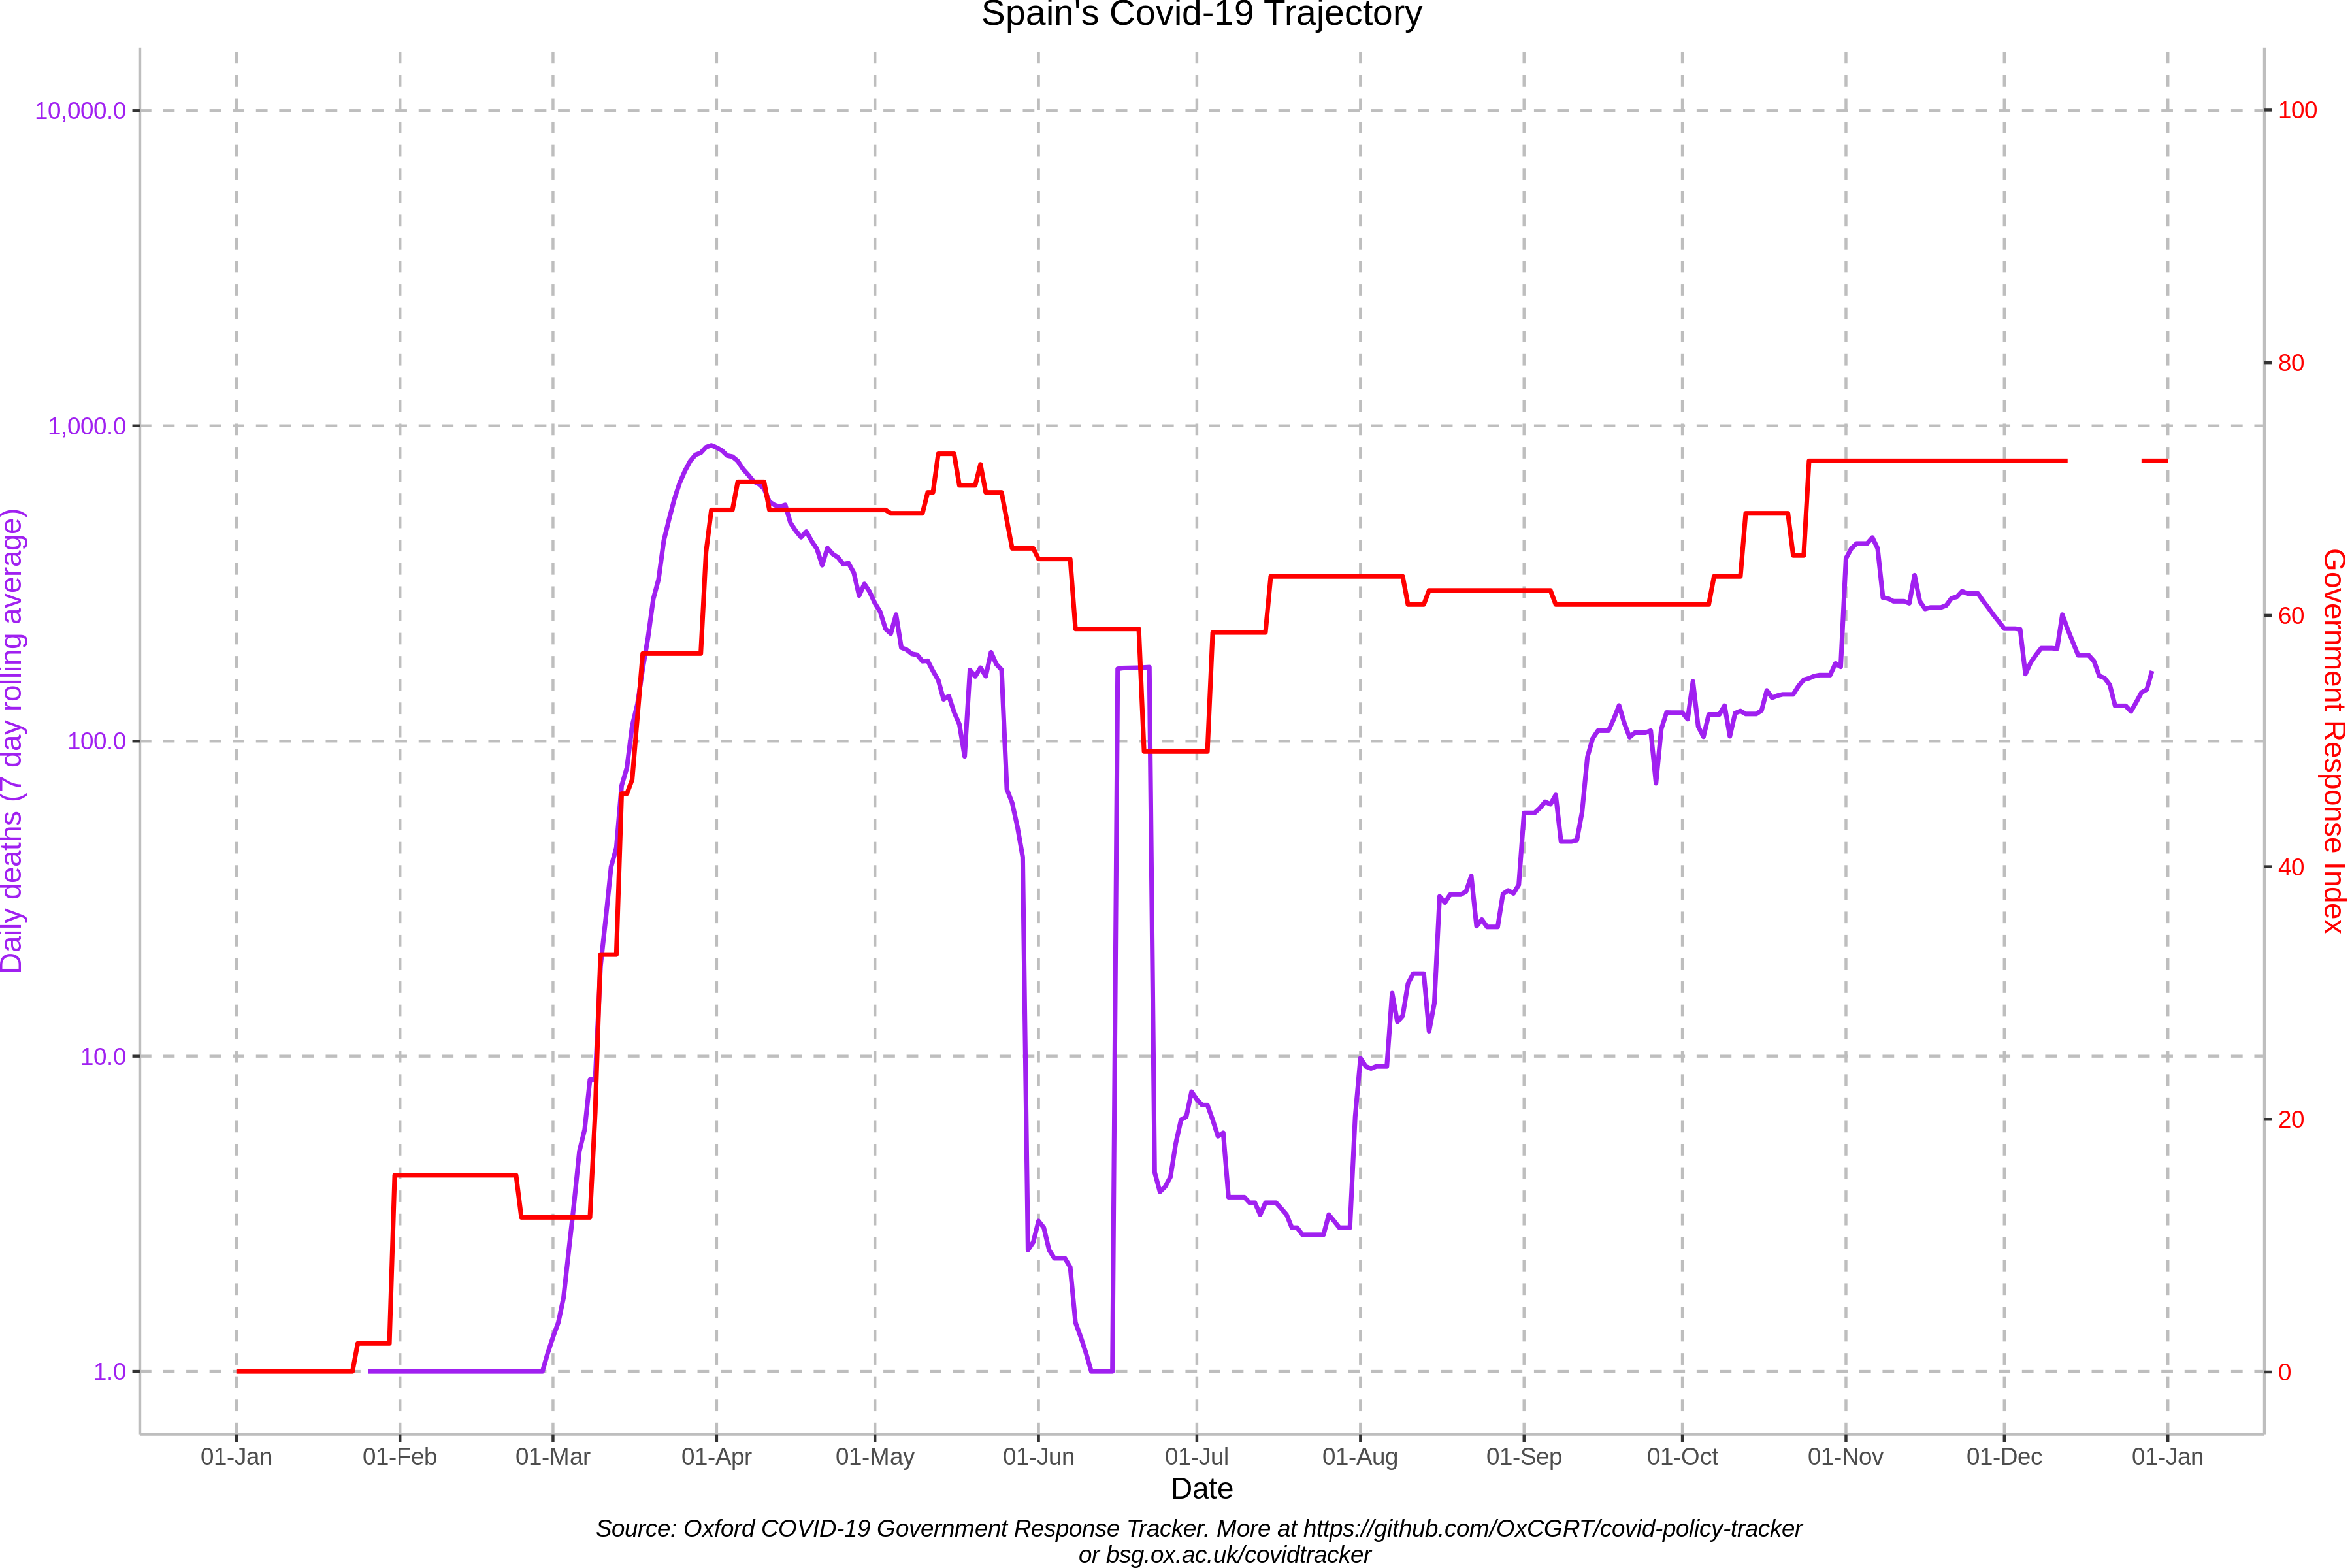 Spain's Covid-19 Trajectory
10,000.0
1,000.0
100.0
10.0
1.0
Daily deaths (7 day rolling average)
100
80
60
40
20
0
Government Response Index
01-Jan 01-Feb 01-Mar 01-Apr 01-May 01-Jun 01-Jul 01-Aug 01-Sep 01-Oct 01-Nov 01-Dec 01-Jan
Date
Source: Oxford COVID-19 Government Response Tracker. More at https://github.com/OxCGRT/covid-policy-tracker
or bsg.ox.ac.uk/covidtracker